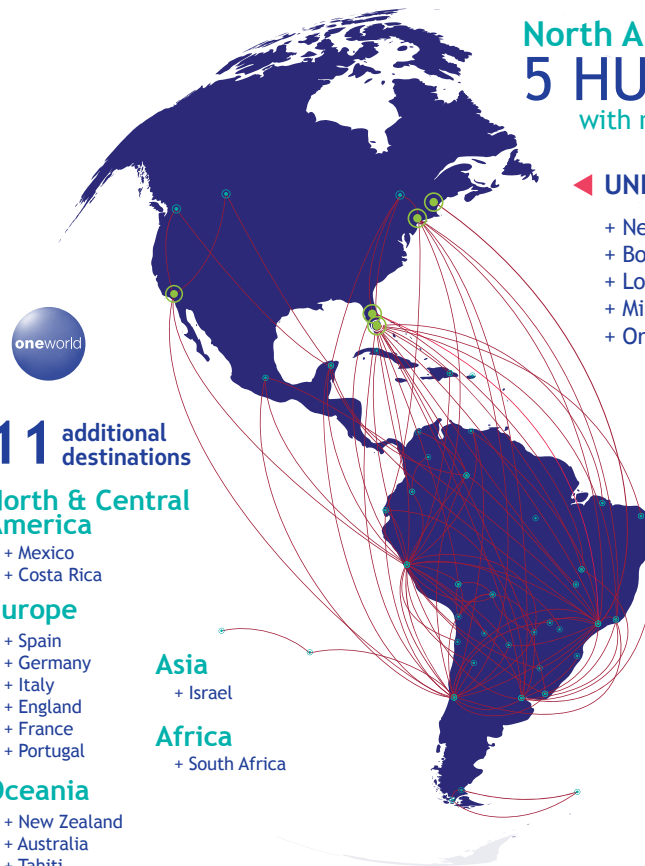 North A
5 HU
with r
UNI
+ Ne
+ Bo
+ Lo
+ Mi
+ Or
oneworld
11 additional
destinations
North & Central
America
+ Mexico
+ Costa Rica
Europe
+ Spain
+ Germany
+ Italy
+ England
+ France
+ Portugal
Asia
+ Israel
Africa
+ South Africa
Oceania
+ New Zealand
+ Australia
+ Tahiti